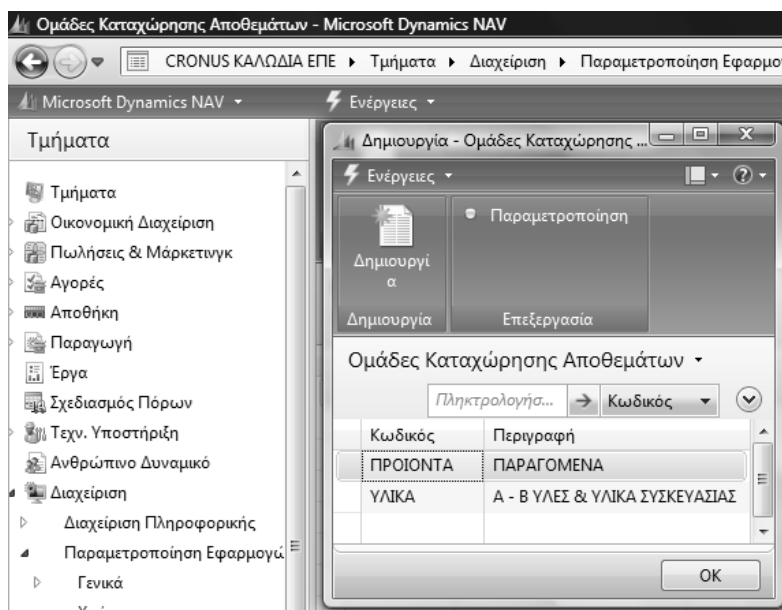 Ομάδες Καταχώρησης Αποθεμάτων - Microsoft Dynamics NAV
CRONUS ΚΑΛΩΔΙΑ ΕΠΕ ▸ Τμήματα ▸ Διαχείριση ▸ Παραμετροποίηση Εφαρμο
Microsoft Dynamics NAV
Ενέργειες
Τμήματα
Τμήματα
Οικονομική Διαχείριση
Πωλήσεις & Μάρκετινγκ
Αγορές
Αποθήκη
Παραγωγή
Έργα
Σχεδιασμός Πόρων
Τεχν. Υποστήριξη
Ανθρώπινο Δυναμικό
Διαχείριση
Διαχείριση Πληροφορικής
Παραμετροποίηση Εφαρμογώ
Γενικά
Δημιουργία - Ομάδες Καταχώρησης ...
Ενέργειες
Δημιουργί
α
Δημιουργία
Παραμετροποίηση
Επεξεργασία
Ομάδες Καταχώρησης Αποθεμάτων
Πληκτρολογήσ... Κωδικός
Κωδικός Περιγραφή
ΠΡΟΙΟΝΤΑ ΠΑΡΑΓΟΜΕΝΑ
ΥΛΙΚΑ Α - Β ΥΛΕΣ & ΥΛΙΚΑ ΣΥΣΚΕΥΑΣΙΑΣ
OK